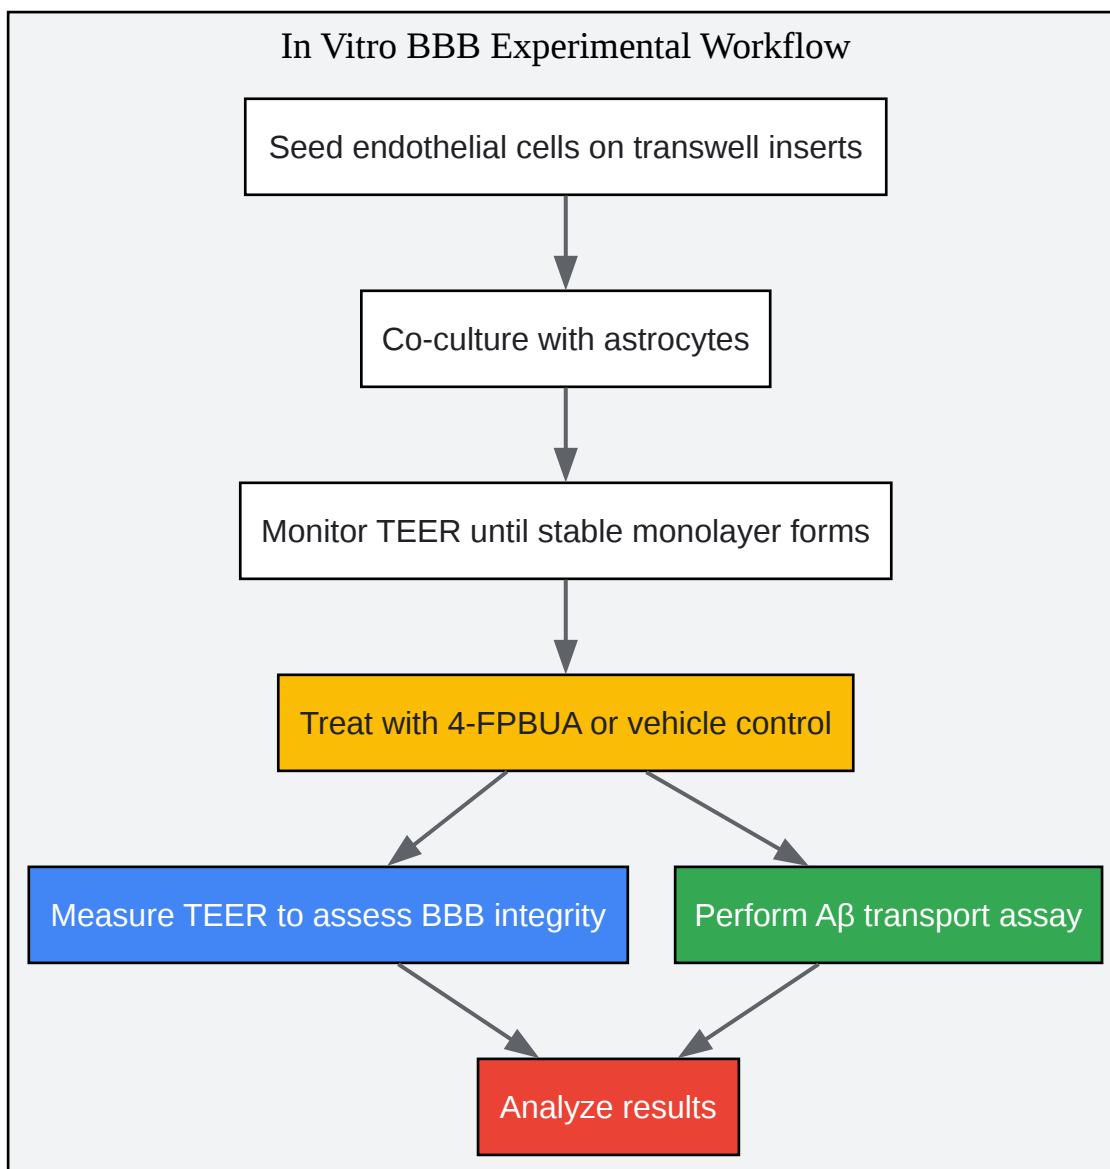 In Vitro BBB Experimental Workflow
Seed endothelial cells on transwell inserts
Co-culture with astrocytes
Monitor TEER until stable monolayer forms
Treat with 4-FPBUA or vehicle control
Measure TEER to assess BBB integrity
Perform Aβ transport assay
Analyze results